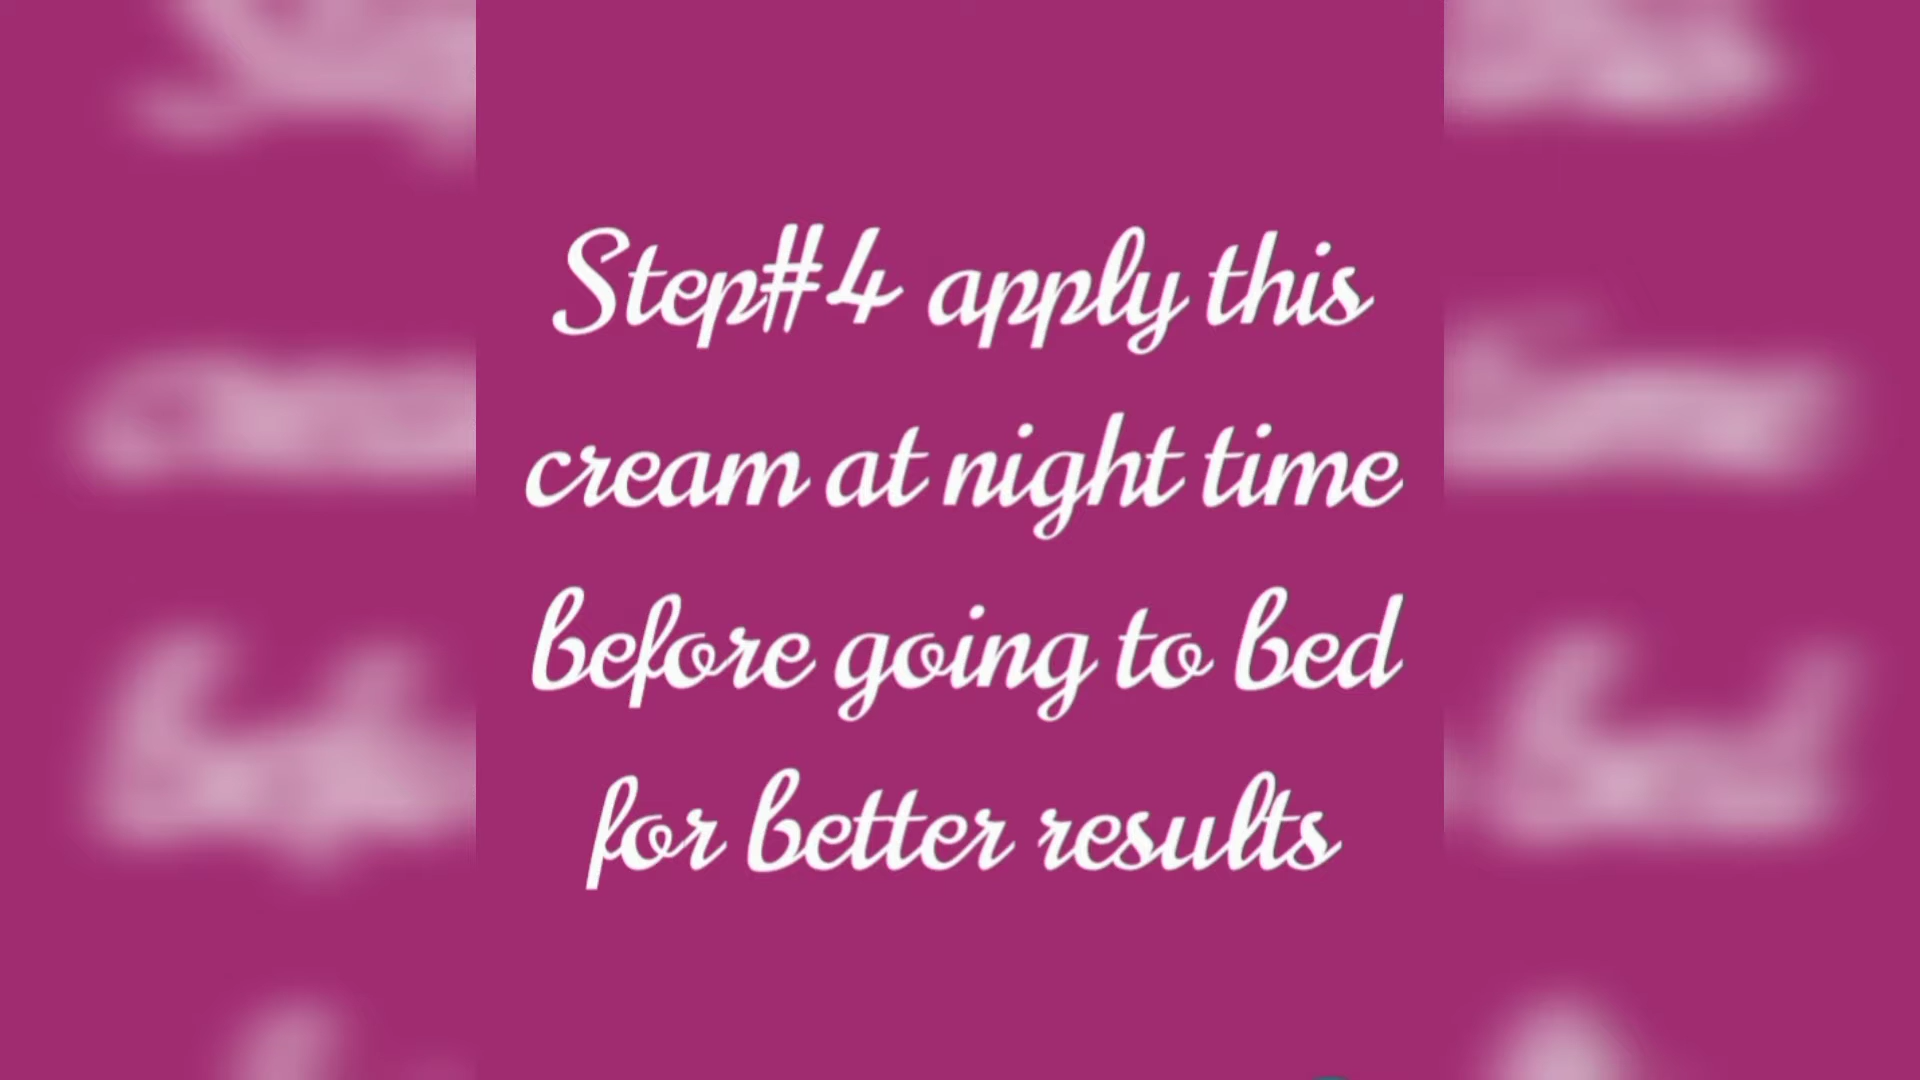 Step#4 apply this
cream at night time
before going to bed
for better results